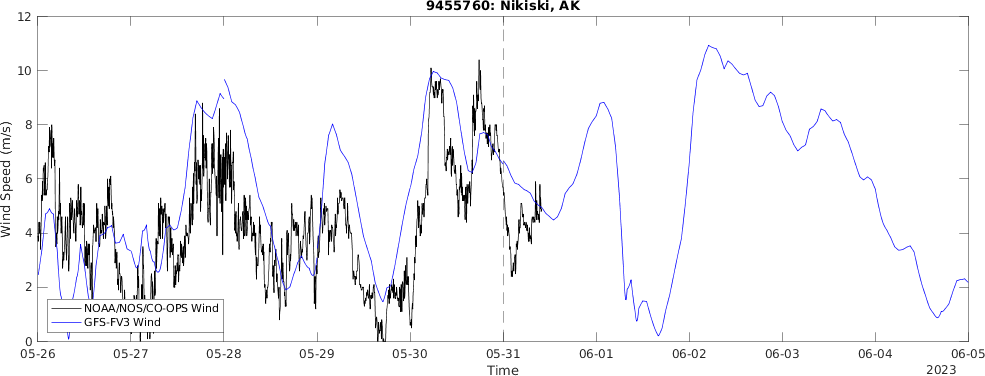 9455760: Nikiski, AK
12
10
8
6
4
2
0
Wind Speed (m/s)
NOAA/NOS/CO-OPS Wind
GFS-FV3 Wind
05-26 05-27 05-28 05-29 05-30 05-31 06-01 06-02 06-03 06-04 06-05
Time
2023